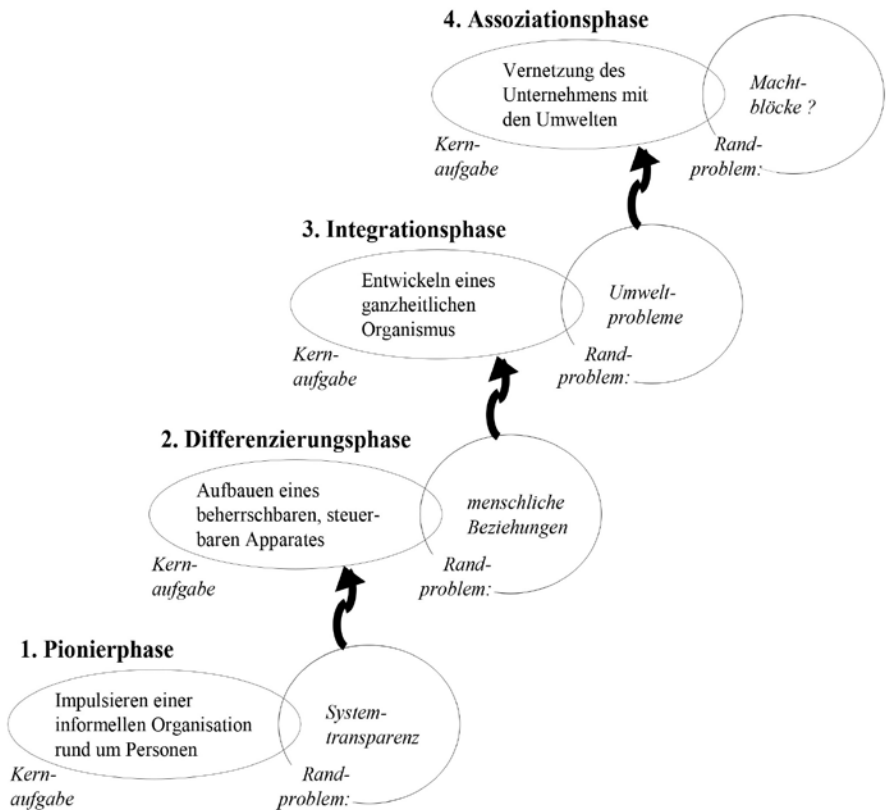 4. Assoziationsphase
Vernetzung des
Unternehmens mit
den Umwelten
Kern-
aufgabe
Macht-
blöcke ?
Rand-
problem:
3. Integrationsphase
Entwickeln eines
ganzheitlichen
Organismus
Kern-
aufgabe
Umwelt-
probleme
Rand-
problem:
2. Differenzierungsphase
Aufbauen eines
beherrschbaren, steuer-
baren Apparates
Kern-
aufgabe
menschliche
Beziehungen
Rand-
problem:
1. Pionierphase
Impulsieren einer
informellen Organisation
rund um Personen
Kern-
aufgabe
System-
transparenz
Rand-
problem: